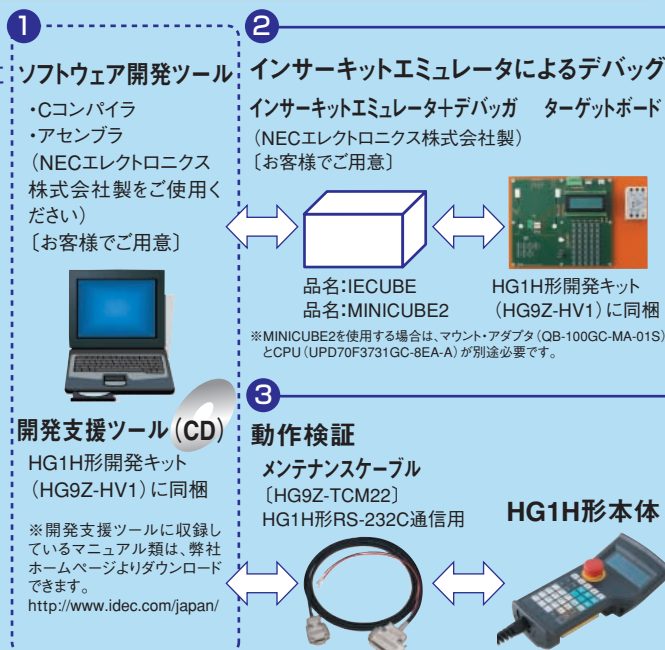 1
ソフトウェア開発ツール
・Cコンパイラ
・アセンブラ
(NECエレクトロニクス
株式会社製をご使用く
ださい)
〔お客様でご用意〕
開発支援ツール(CD)
HG1H形開発キット
(HG9Z-HV1)に同梱
※開発支援ツールに収録し
ているマニュアル類は、弊社
ホームページよりダウンロード
できます。
http://www.idec.com/japan/
2
インサーキットエミュレータによるデバッグ
インサーキットエミュレータ+デバッガ ターゲットボード
(NECエレクトロニクス株式会社製)
〔お客様でご用意〕
品名:IECUBE
品名:MINICUBE2
HG1H形開発キット
(HG9Z-HV1)に同梱
※MINICUBE2を使用する場合は、マウント・アダプタ(QB-100GC-MA-01S)
とCPU(UPD70F3731GC-8EA-A)が別途必要です。
3
動作検証
メンテナンスケーブル
〔HG9Z-TCM22〕
HG1H形RS-232C通信用
HG1H形本体